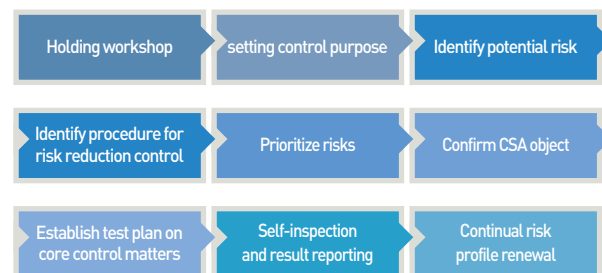 Holding workshop
setting control purpose
Identify potential risk
Identify procedure for
risk reduction control
Prioritize risks
Confirm CSA object
Establish test plan on
core control matters
Self-inspection
and result reporting
Continual risk
profile renewal